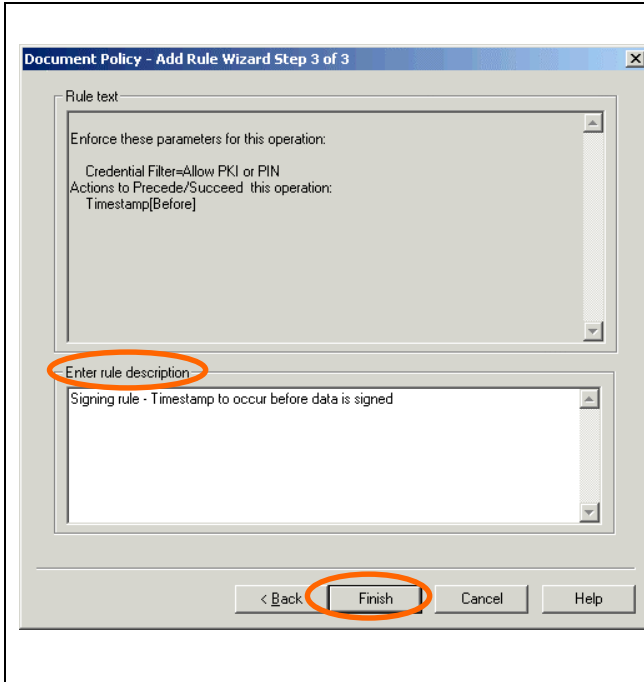 Document Policy - Add Rule Wizard Step 3 of 3
Rule text
Enforce these parameters for this operation:
Credential Filter=Allow PKI or PIN
Actions to Precede/Succeed  this operation:
Timestamp[Before]
Enter rule description
Signing rule - Timestamp to occur before data is signed
< Back
Finish
Cancel
Help